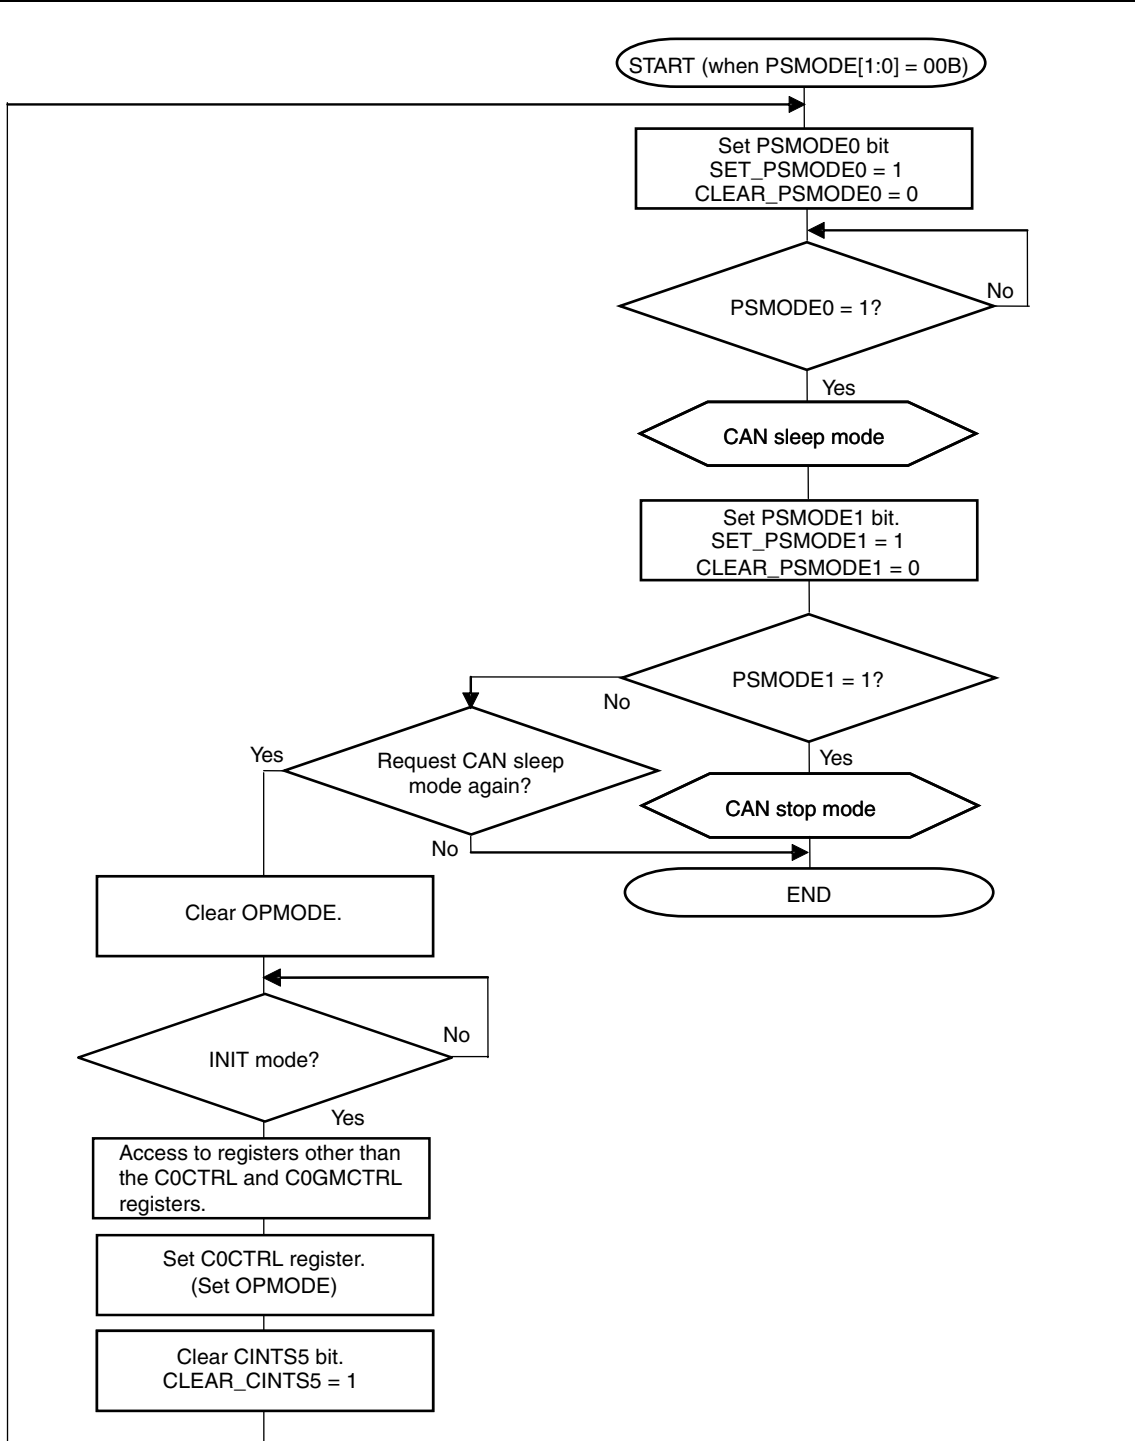 START (when PSMODE[1:0] = 00B)
Set PSMODE0 bit
SET_PSMODE0 = 1
CLEAR_PSMODE0 = 0
PSMODE0 = 1?
No
Yes
CAN sleep mode
Set PSMODE1 bit.
SET_PSMODE1 = 1
CLEAR_PSMODE1 = 0
PSMODE1 = 1?
No
Yes
Request CAN sleep
mode again?
Yes
No
CAN stop mode
END
Clear OPMODE.
INIT mode?
No
Yes
Access to registers other than
the C0CTRL and C0GMCTRL
registers.
Set C0CTRL register.
(Set OPMODE)
Clear CINTS5 bit.
CLEAR_CINTS5 = 1